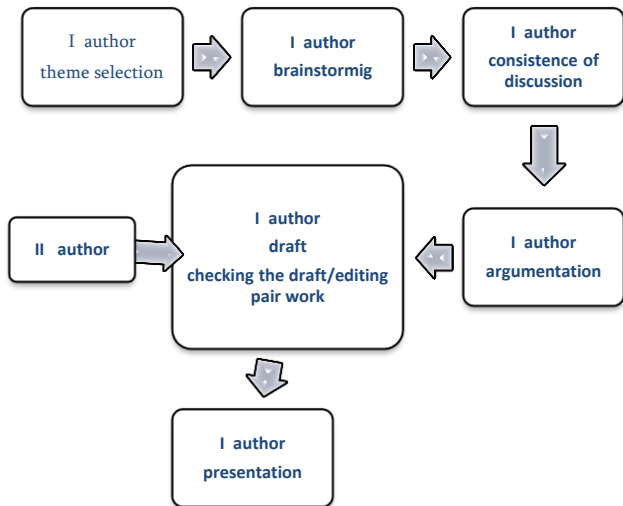 I author
theme selection
I author
brainstormig
I author
consistence of
discussion
I author
argumentation
II author
I author
draft
checking the draft/editing
pair work
I author
presentation